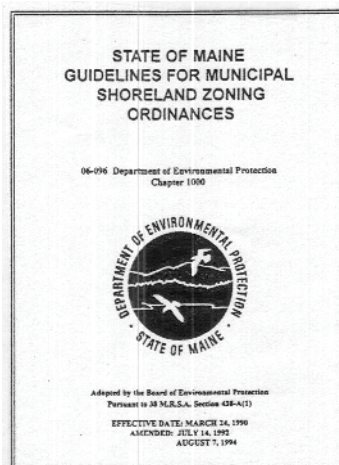 STATE OF MAINE
GUIDELINES FOR MUNICIPAL
SHORELAND ZONING
ORDINANCES
06-096 Department of Environmental Protection
Chapter 1000
DEPARTMENT OF ENVIRONMENTAL PROTECTION
· STATE OF MAINE ·
Adopted by the Board of Environmental Protection
Pursuant to 38 M.R.S.A. Section 438-A(1)
EFFECTIVE DATE: MARCH 24, 1990
AMENDED: JULY 14, 1992
AUGUST 7, 1994